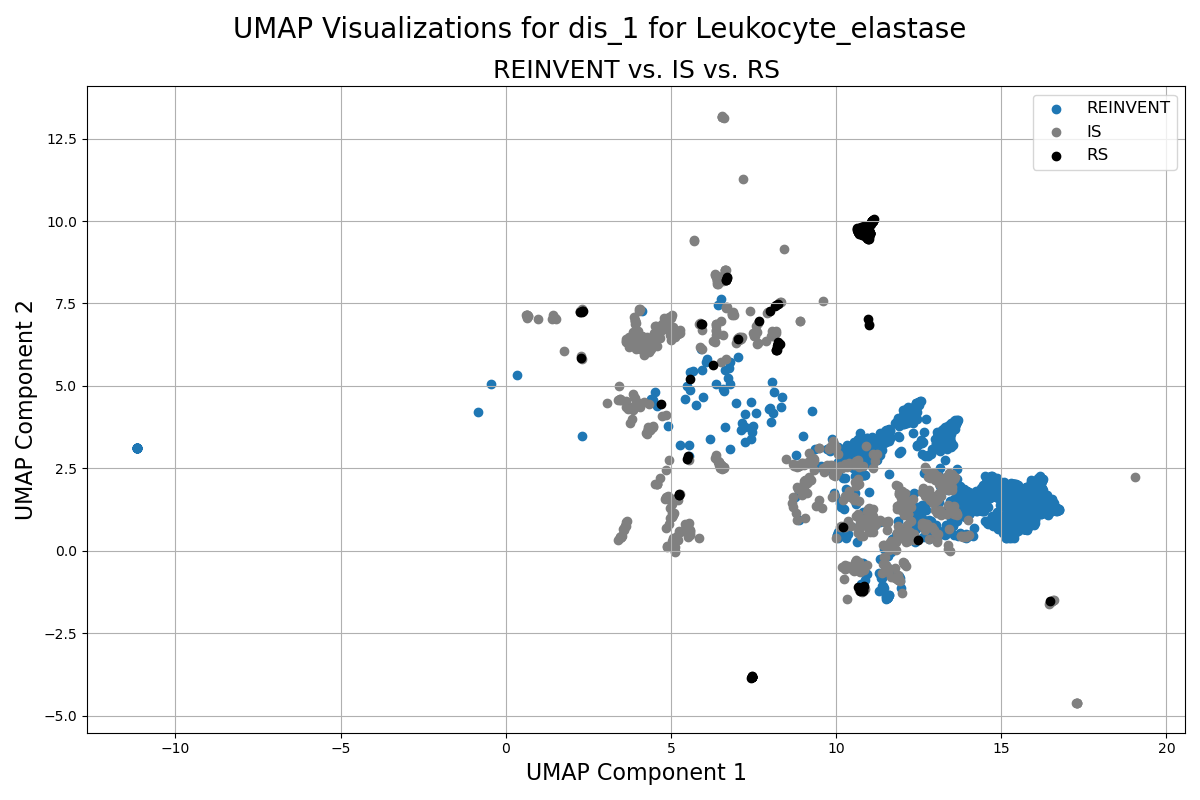 UMAP Visualizations for dis_1 for Leukocyte_elastase
REINVENT vs. IS vs. RS
REINVENT
IS
RS
12.5
10.0
7.5
5.0
2.5
0.0
−2.5
−5.0
UMAP Component 2
−10
−5
0
5
10
15
20
UMAP Component 1